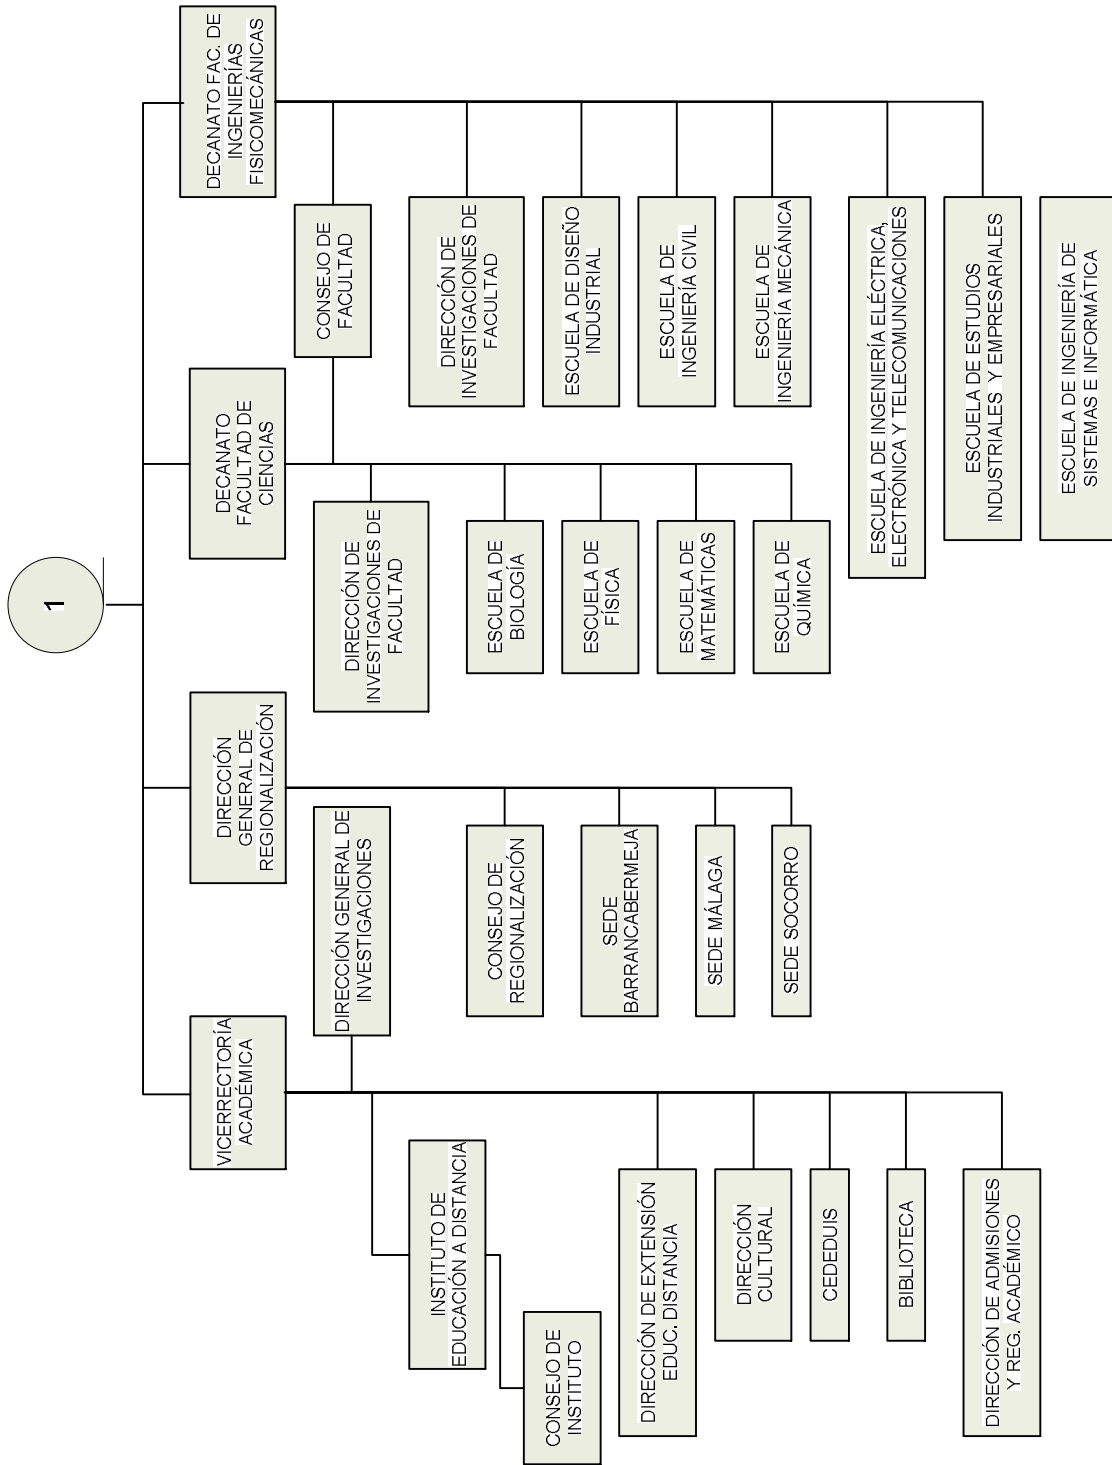 1
VICERRECTORÍA
ACADÉMICA
DIRECCIÓN GENERAL DE
INVESTIGACIONES
INSTITUTO DE
EDUCACIÓN A DISTANCIA
CONSEJO DE
INSTITUTO
DIRECCIÓN DE EXTENSIÓN
EDUC. DISTANCIA
DIRECCIÓN
CULTURAL
CEDEDUIS
BIBLIOTECA
DIRECCIÓN DE ADMISIONES
Y REG. ACADÉMICO
DIRECCIÓN
GENERAL DE
REGIONALIZACIÓN
CONSEJO DE
REGIONALIZACIÓN
SEDE
BARRANCABERMEJA
SEDE MÁLAGA
SEDE SOCORRO
DECANATO
FACULTAD DE
CIENCIAS
DIRECCIÓN DE
INVESTIGACIONES DE
FACULTAD
ESCUELA DE
BIOLOGÍA
ESCUELA DE
FÍSICA
ESCUELA DE
MATEMÁTICAS
ESCUELA DE
QUÍMICA
CONSEJO DE
FACULTAD
DECANATO FAC. DE
INGENIERÍAS
FISICOMECÁNICAS
DIRECCIÓN DE
INVESTIGACIONES DE
FACULTAD
ESCUELA DE DISEÑO
INDUSTRIAL
ESCUELA DE
INGENIERÍA CIVIL
ESCUELA DE
INGENIERÍA MECÁNICA
ESCUELA DE INGENIERÍA ELÉCTRICA,
ELECTRÓNICA Y TELECOMUNICACIONES
ESCUELA DE ESTUDIOS
INDUSTRIALES Y EMPRESARIALES
ESCUELA DE INGENIERÍA DE
SISTEMAS E INFORMÁTICA